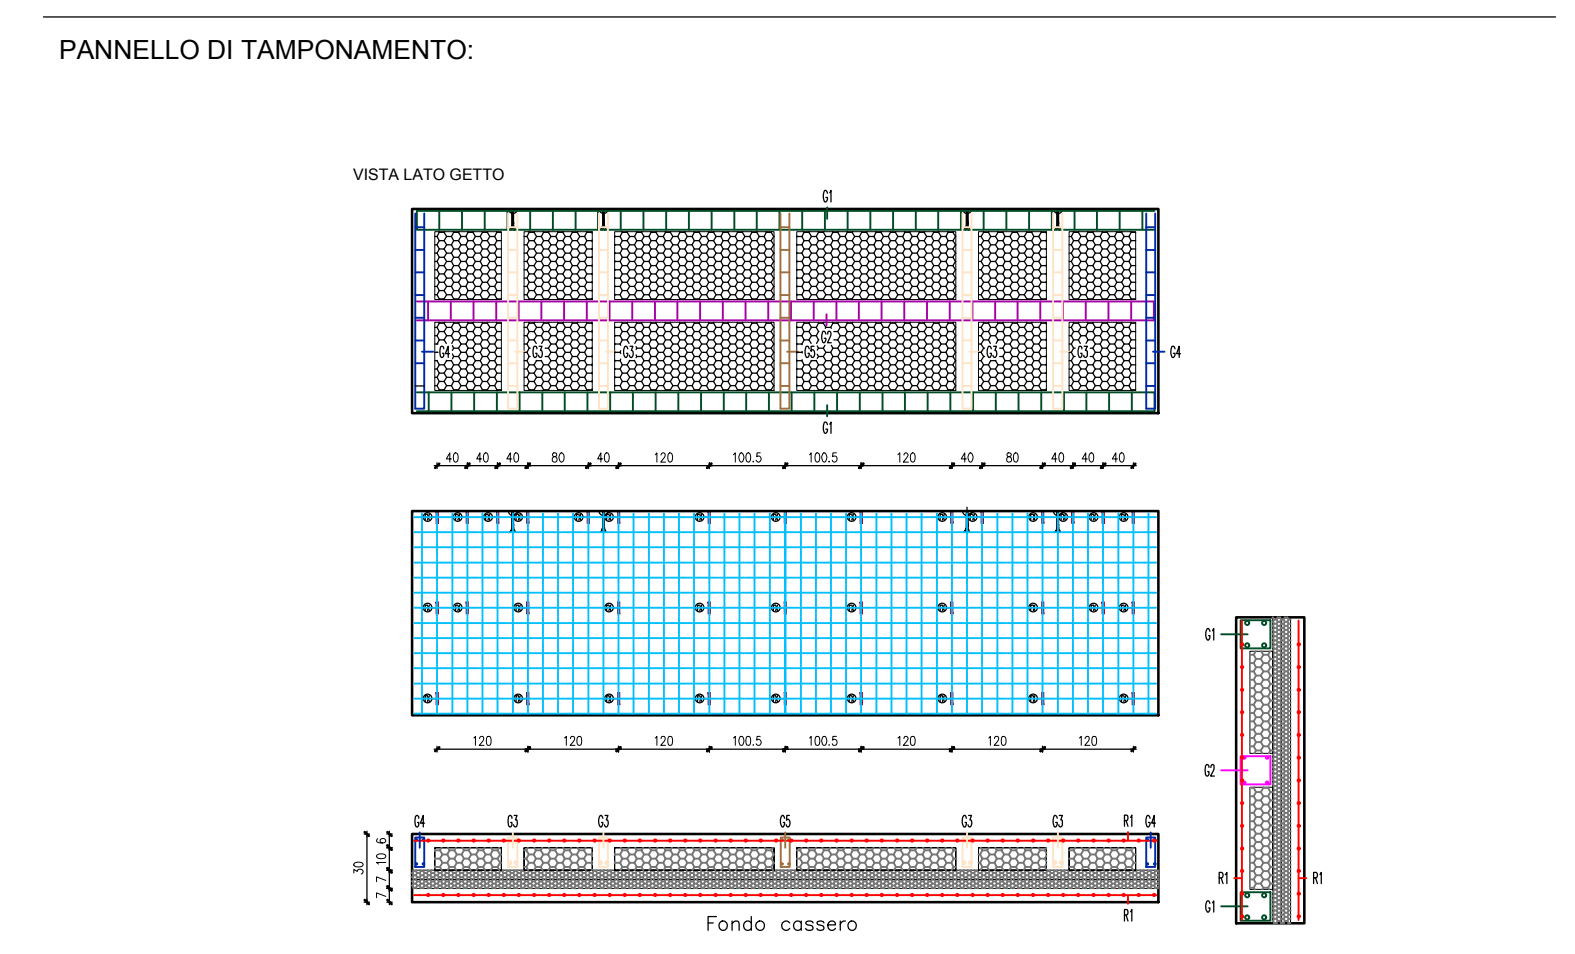 PANNELLO DI TAMPONAMENTO:
VISTA LATO GETTO
G1
G2
G4 G3 G3 G5 G3 G3 G4
G1
40 40 40 80 40 120 100.5 100.5 120 40 80 40 40 40
120 120 120 100.5 100.5 120 120 120
G1
G2
R1 R1
G1
G4 G3 G3 G5 G3 G3 R1 G4
30 6 10 7 7
R1
Fondo cassero